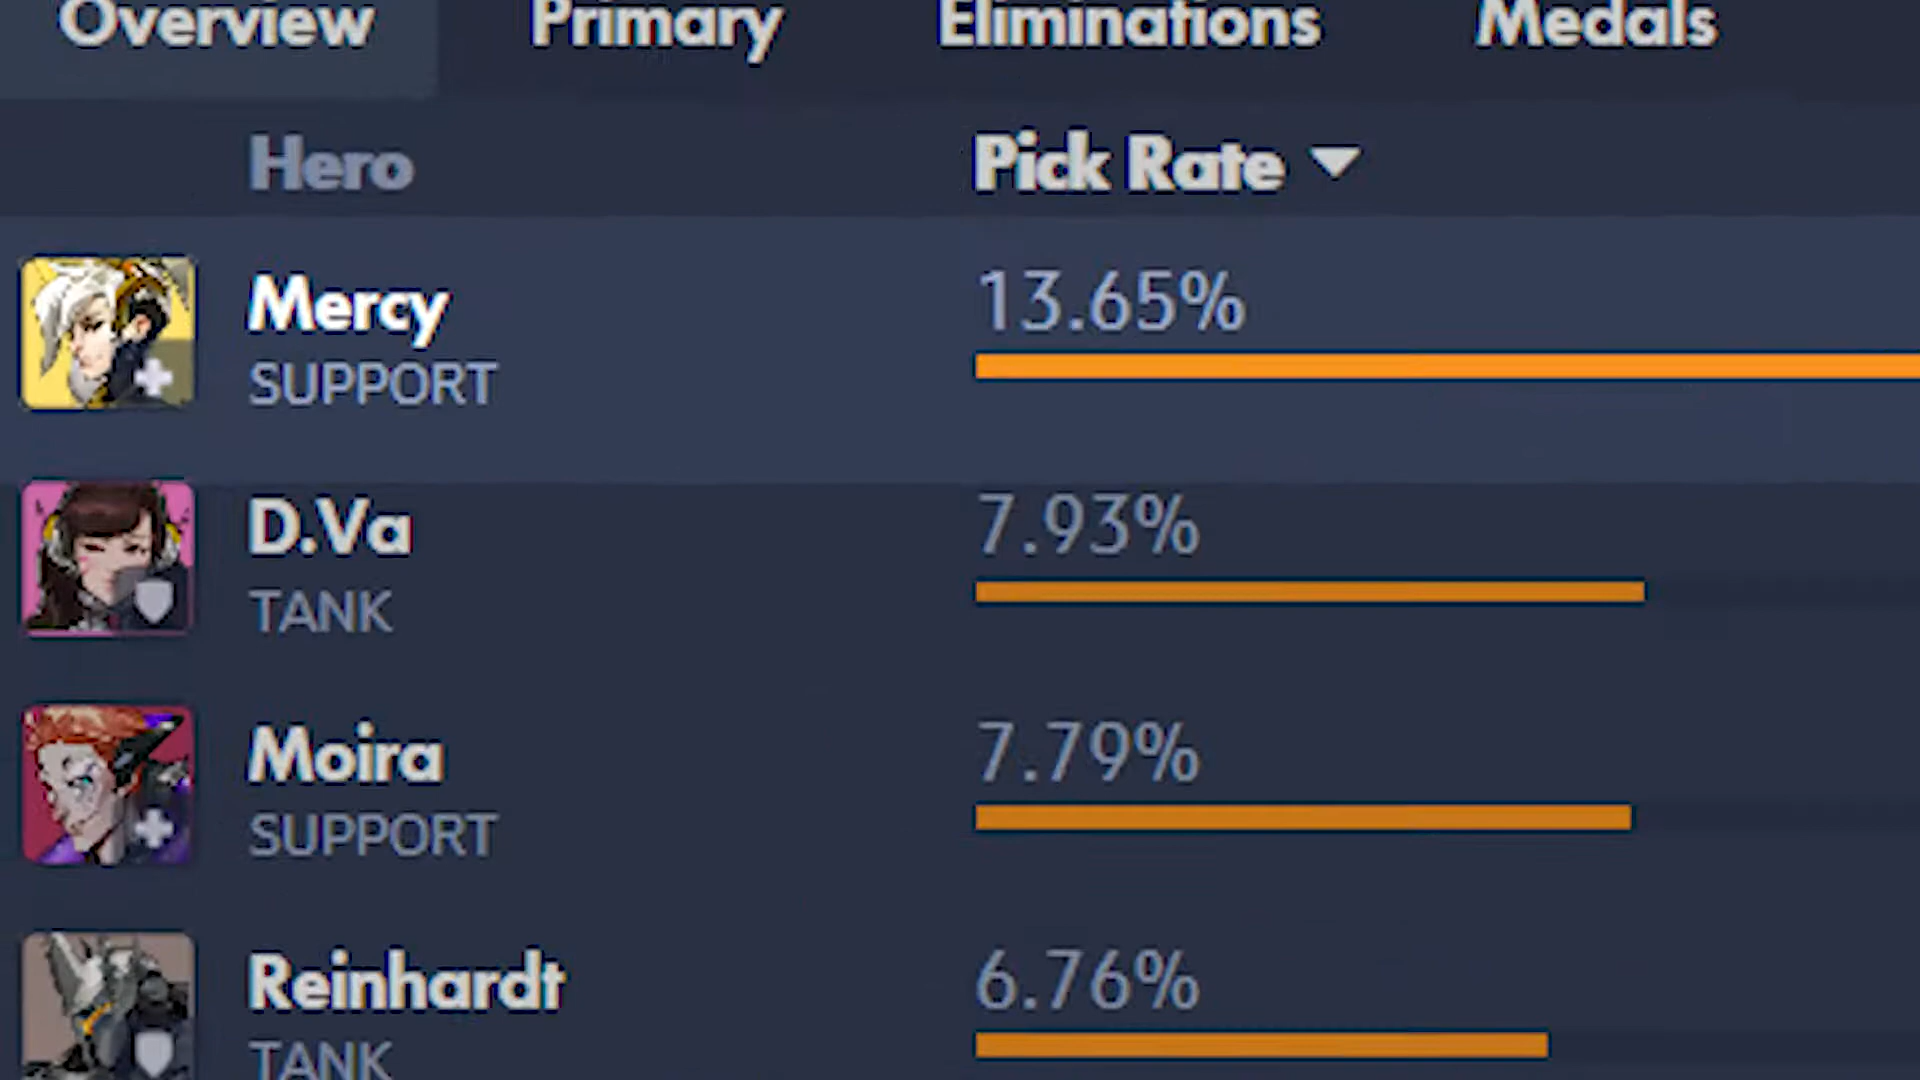 Overview Primary Eliminations Medals
Hero Pick Rate
Mercy 13.65%
SUPPORT
D.Va 7.93%
TANK
Moira 7.79%
SUPPORT
Reinhardt 6.76%
TANK